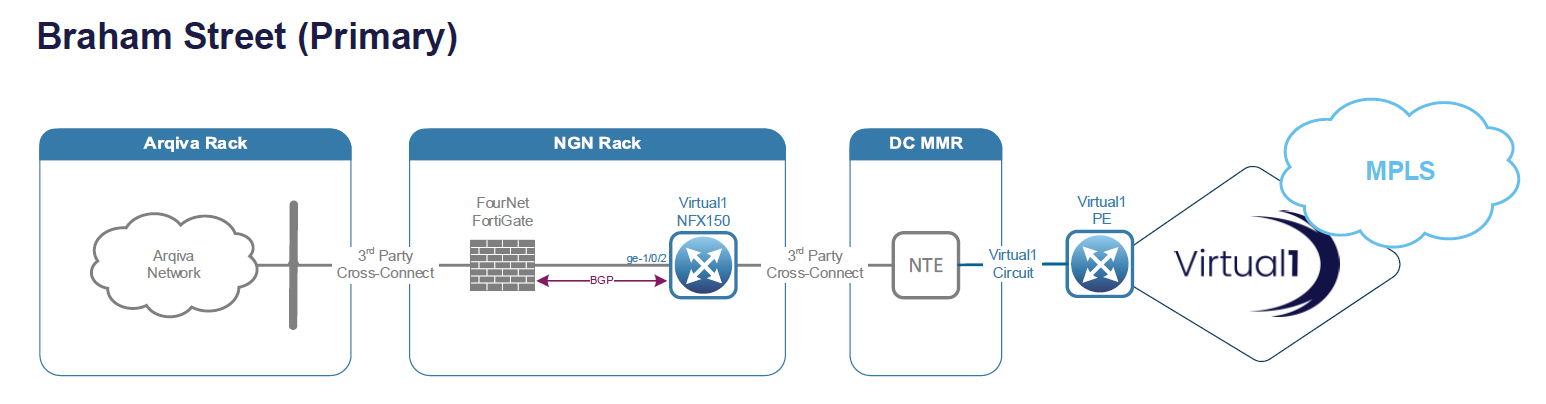 Braham Street (Primary)
Arqiva Rack
NGN Rack
DC MMR
MPLS
FourNet
FortiGate
Virtual1
NFX150
Virtual1
PE
Arqiva
Network
3rd Party
Cross-Connect
ge-1/0/2
BGP
3rd Party
Cross-Connect
NTE
Virtual1
Circuit
Virtual1